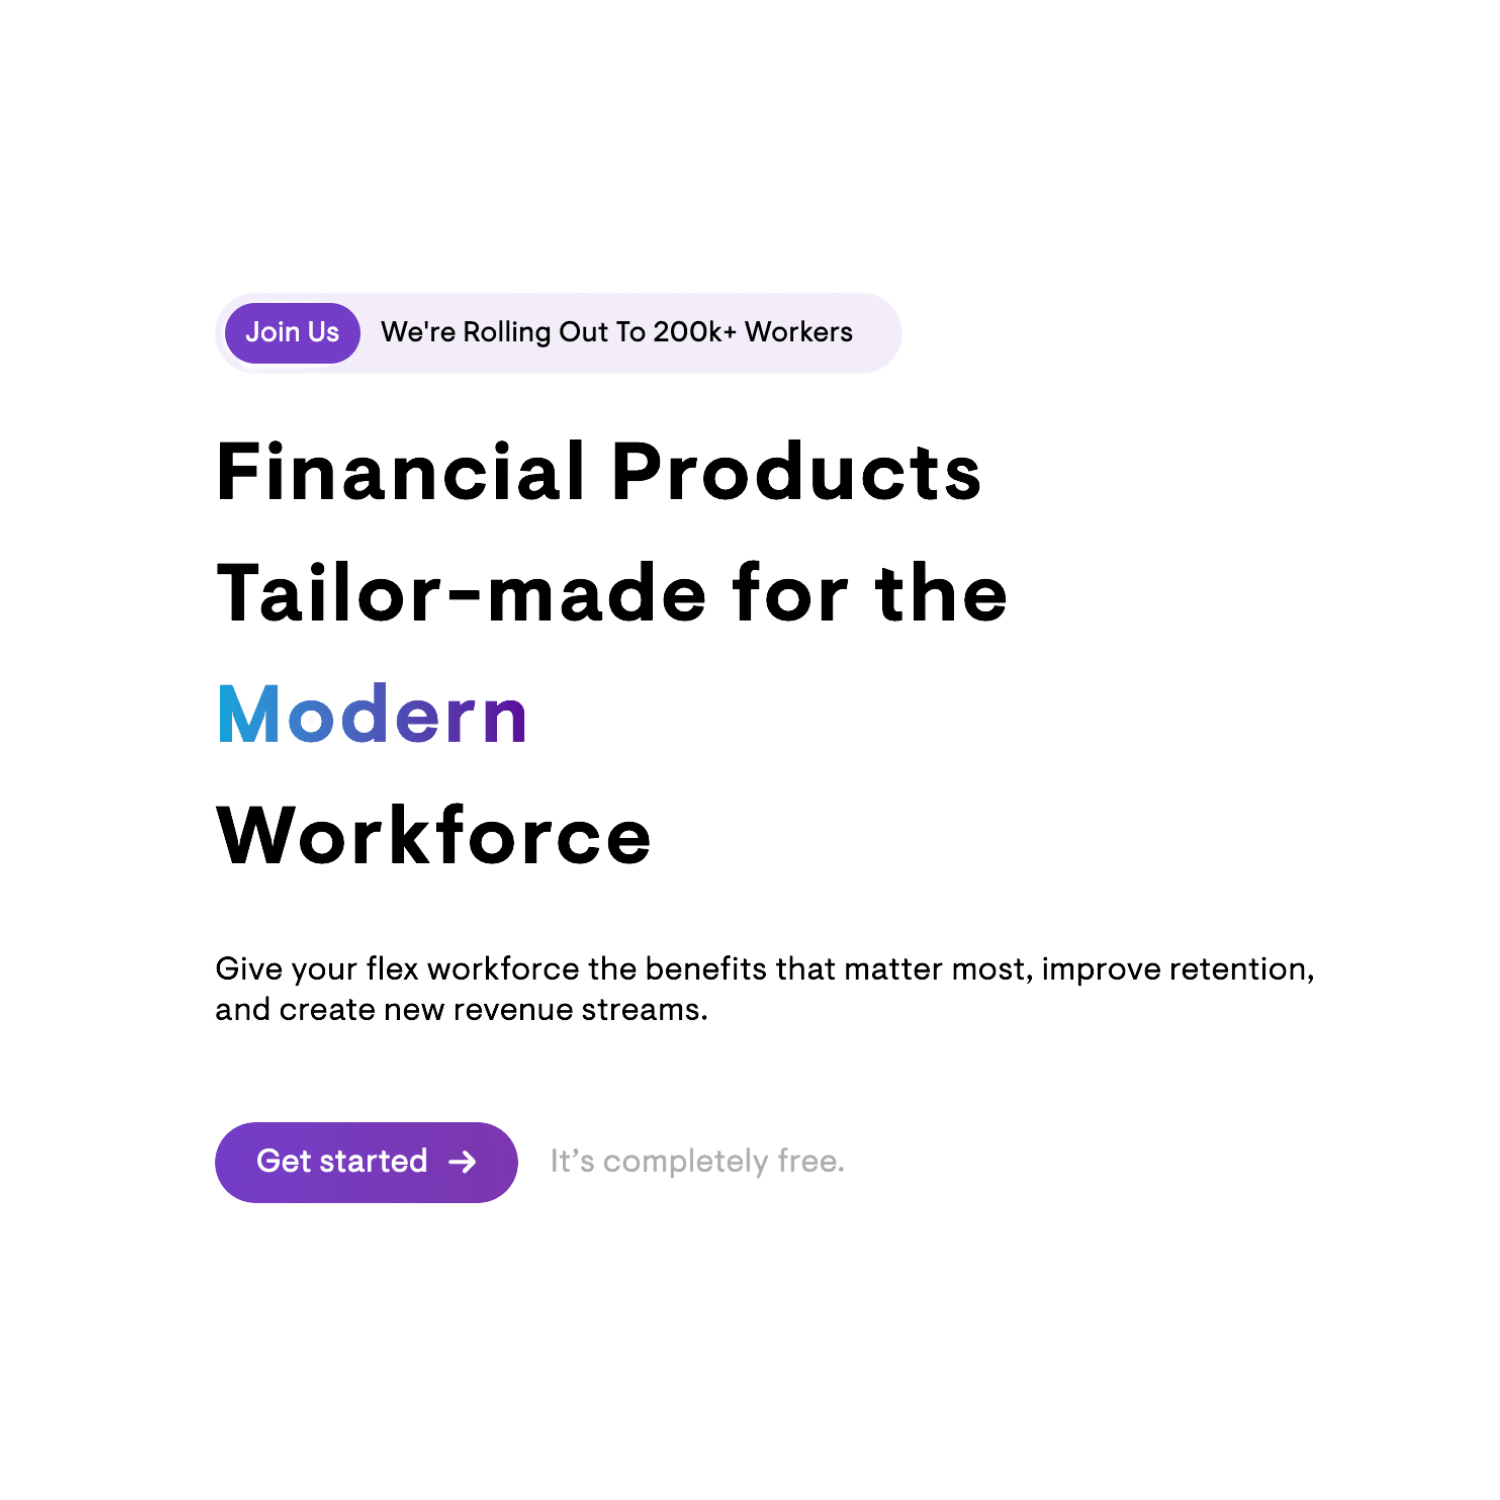 Join Us We're Rolling Out To 200k+ Workers
Financial Products
Tailor-made for the
Modern
Workforce
Give your flex workforce the benefits that matter most, improve retention,
and create new revenue streams.
Get started → It’s completely free.